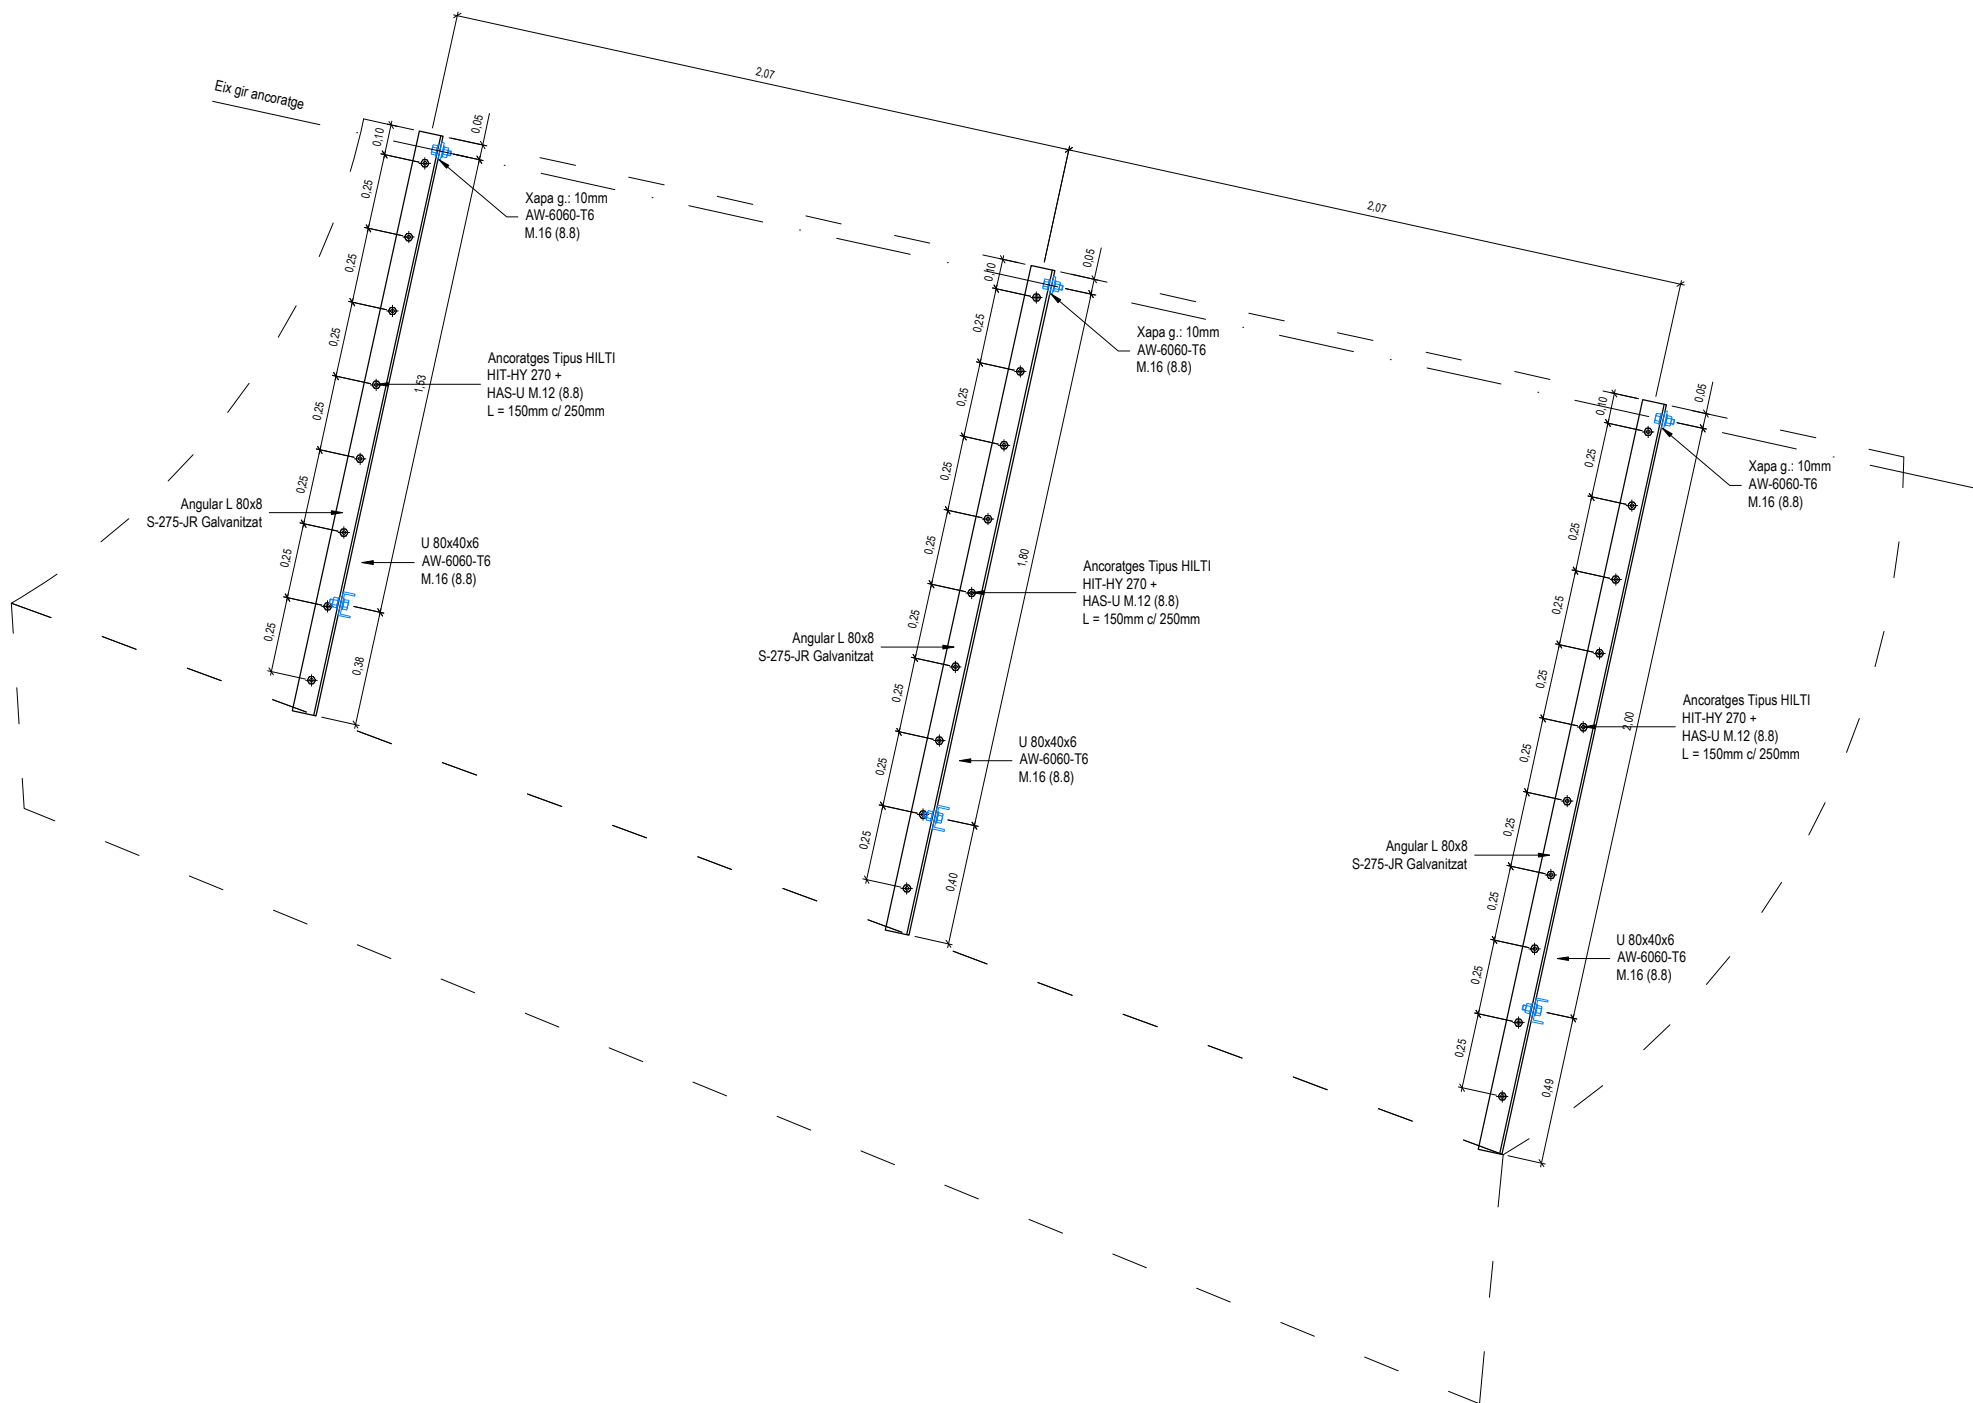 2,07
Eix gir ancoratge
0,10
0,05
0,25
Xapa g.: 10mm
AW-6060-T6
M.16 (8.8)
2,07
0,25
0,10
0,05
0,25
0,25
Xapa g.: 10mm
AW-6060-T6
M.16 (8.8)
Ancoratges Tipus HILTI
HIT-HY 270 +
HAS-U M.12 (8.8)
L = 150mm c/ 250mm
1,53
0,25
0,25
0,10
0,05
0,25
0,25
0,25
Xapa g.: 10mm
AW-6060-T6
M.16 (8.8)
Angular L 80x8
S-275-JR Galvanitzat
0,25
0,25
U 80x40x6
AW-6060-T6
M.16 (8.8)
0,25
1,80
0,25
Ancoratges Tipus HILTI
HIT-HY 270 +
HAS-U M.12 (8.8)
L = 150mm c/ 250mm
0,25
0,25
0,38
Angular L 80x8
S-275-JR Galvanitzat
0,25
0,25
0,25
Ancoratges Tipus HILTI
HIT-HY 270 +
HAS-U M.12 (8.8)
L = 150mm c/ 250mm
2,00
U 80x40x6
AW-6060-T6
M.16 (8.8)
0,25
0,25
0,25
0,25
0,40
Angular L 80x8
S-275-JR Galvanitzat
0,25
U 80x40x6
AW-6060-T6
M.16 (8.8)
0,25
0,25
0,49